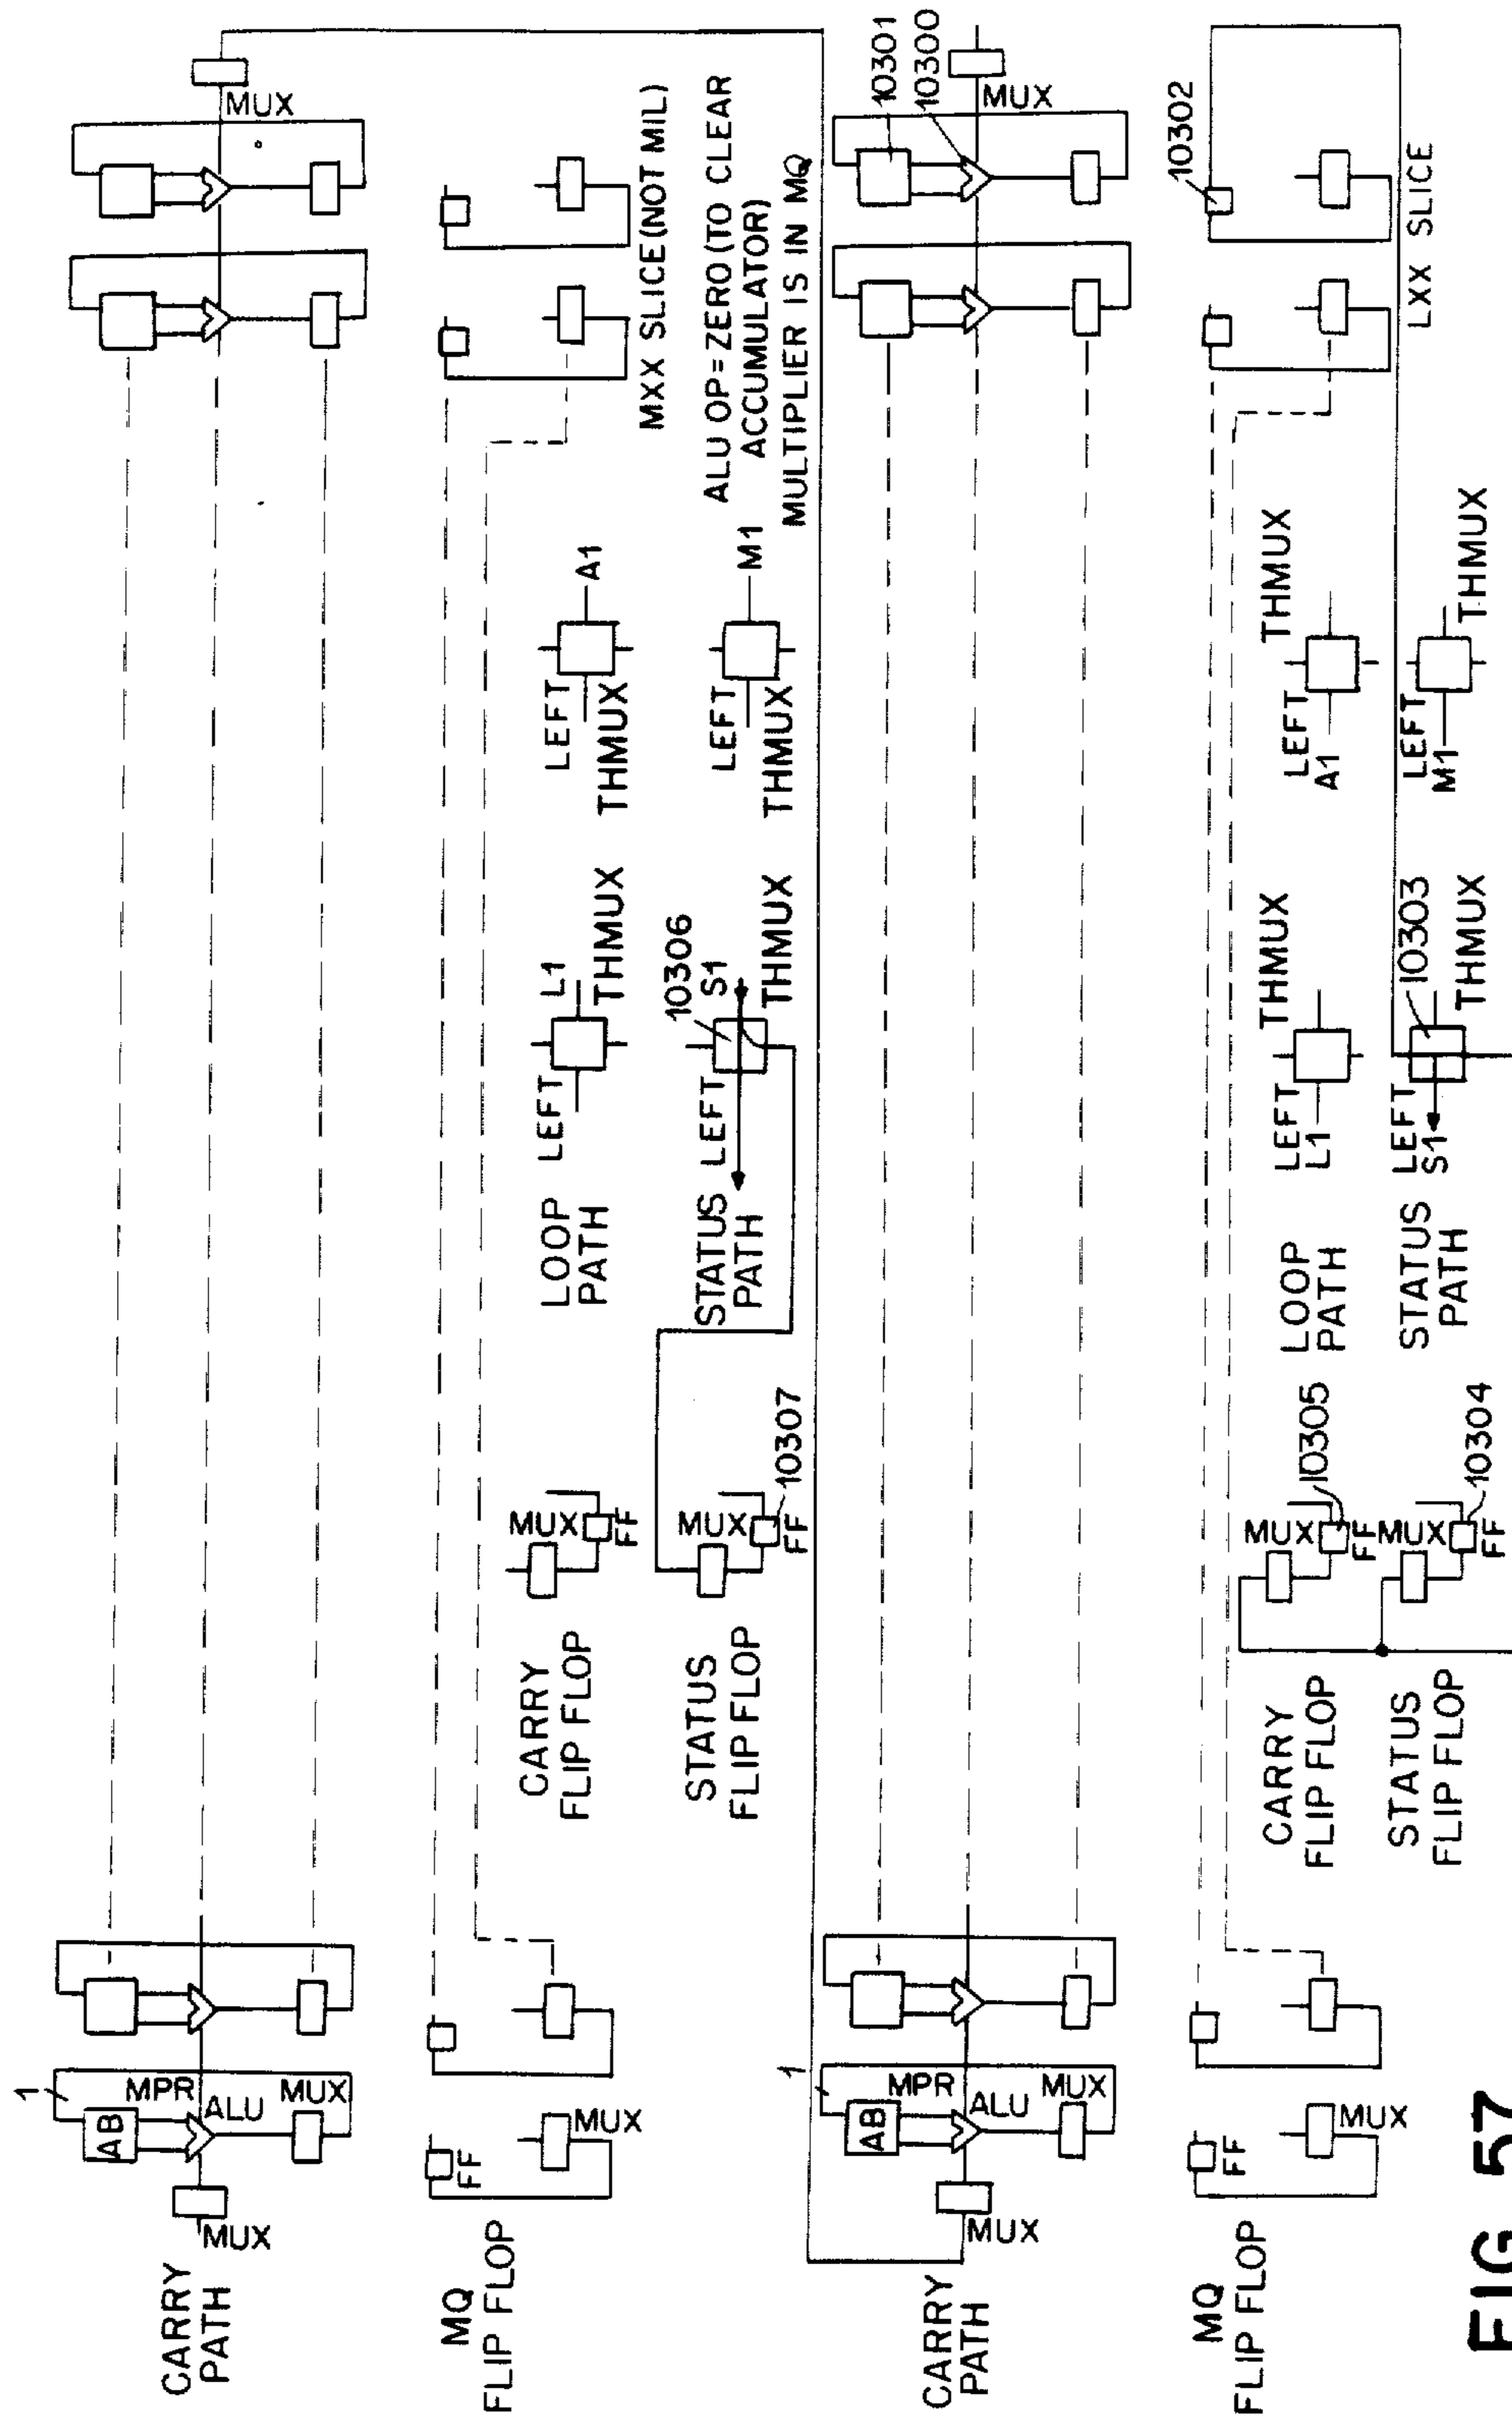 CARRY
PATH
MUX
1
AB
MPR
ALU
MUX
MUX
MQ
FLIP FLOP
FF
MUX
CARRY
FLIP FLOP
MUX
FF
STATUS
FLIP FLOP
MUX
FF
10307
LOOP
PATH
LEFT
L1
THMUX
LEFT
A1
THMUX
STATUS
PATH
LEFT
10306
S1
THMUX
LEFT
M1
THMUX
MXX SLICE (NOT MIL)
ALU OP = ZERO (TO CLEAR
ACCUMULATOR)
MULTIPLIER IS IN MQ
CARRY
PATH
MUX
1
AB
MPR
ALU
MUX
10301
10300
MUX
MQ
FLIP FLOP
FF
MUX
10302
CARRY
FLIP FLOP
MUX
FF
10305
STATUS
FLIP FLOP
MUX
FF
10304
LOOP
PATH
LEFT
L1
THMUX
LEFT
A1
THMUX
STATUS
PATH
LEFT
S1
10303
THMUX
LEFT
M1
THMUX
LXX SLICE
FIG 57